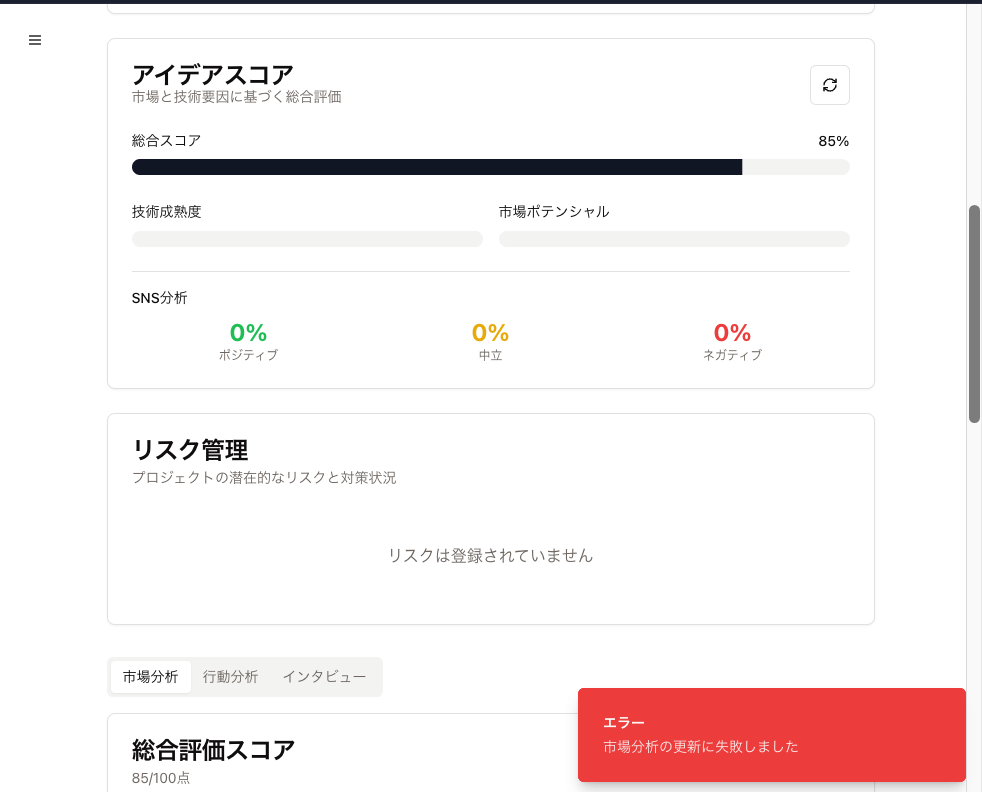 アイデアスコア
市場と技術要因に基づく総合評価
総合スコア
85%
技術成熟度
市場ポテンシャル
SNS分析
0%
ポジティブ
0%
中立
0%
ネガティブ
リスク管理
プロジェクトの潜在的なリスクと対策状況
リスクは登録されていません
市場分析
行動分析
インタビュー
総合評価スコア
85/100点
エラー
市場分析の更新に失敗しました